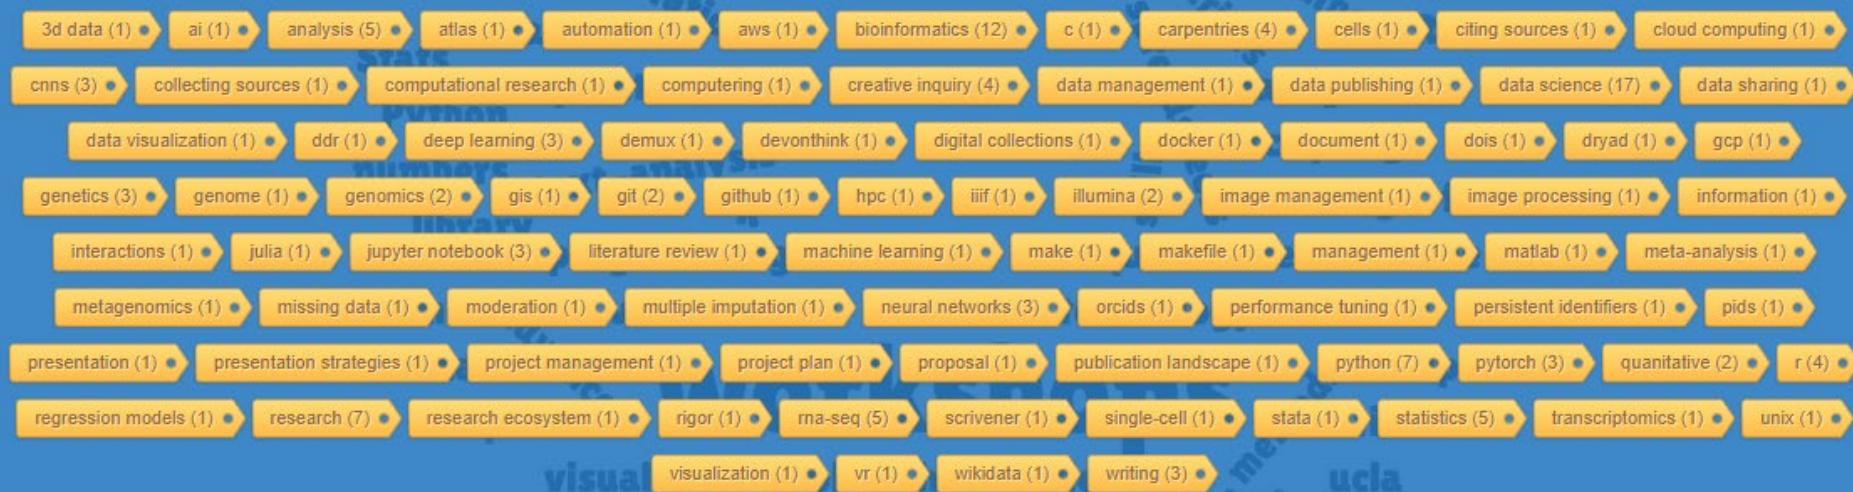 3d data (1) ai (1) analysis (5) atlas (1) automation (1) aws (1) bioinformatics (12) c (1) carpentries (4) cells (1) citing sources (1) cloud computing (1)
cnns (3) collecting sources (1) computational research (1) computering (1) creative inquiry (4) data management (1) data publishing (1) data science (17) data sharing (1)
data visualization (1) ddr (1) deep learning (3) demux (1) devonthink (1) digital collections (1) docker (1) document (1) dois (1) dryad (1) gcp (1)
genetics (3) genome (1) genomics (2) gis (1) git (2) github (1) hpc (1) iiif (1) illumina (2) image management (1) image processing (1) information (1)
interactions (1) julia (1) jupyter notebook (3) literature review (1) machine learning (1) make (1) makefile (1) management (1) matlab (1) meta-analysis (1)
metagenomics (1) missing data (1) moderation (1) multiple imputation (1) neural networks (3) orcids (1) performance tuning (1) persistent identifiers (1) pids (1)
presentation (1) presentation strategies (1) project management (1) project plan (1) proposal (1) publication landscape (1) python (7) pytorch (3) quanitative (2) r (4)
regression models (1) research (7) research ecosystem (1) rigor (1) rna-seq (5) scrivener (1) single-cell (1) stata (1) statistics (5) transcriptomics (1) unix (1)
visualization (1) vr (1) wikidata (1) writing (3)
Stats
Python
numbers
library
Workshops
ucla